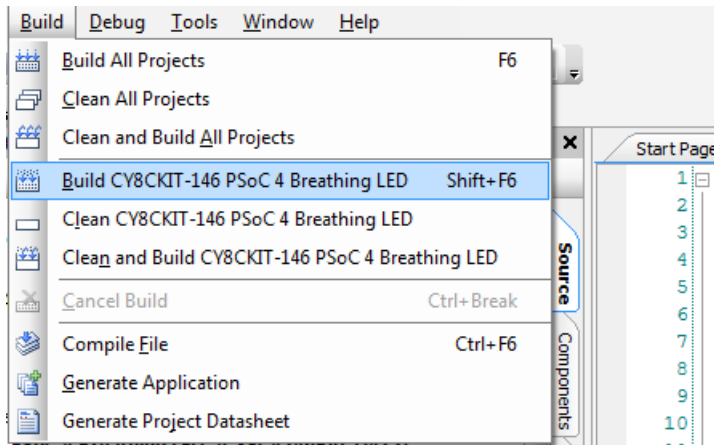 Build Debug Tools Window Help
Build All Projects F6
Clean All Projects
Clean and Build All Projects
Build CY8CKIT-146 PSoC 4 Breathing LED Shift+F6
Clean CY8CKIT-146 PSoC 4 Breathing LED
Clean and Build CY8CKIT-146 PSoC 4 Breathing LED
Cancel Build Ctrl+Break
Compile File Ctrl+F6
Generate Application
Generate Project Datasheet
Source
Components
Start Page
1
2
3
4
5
6
7
8
9
10